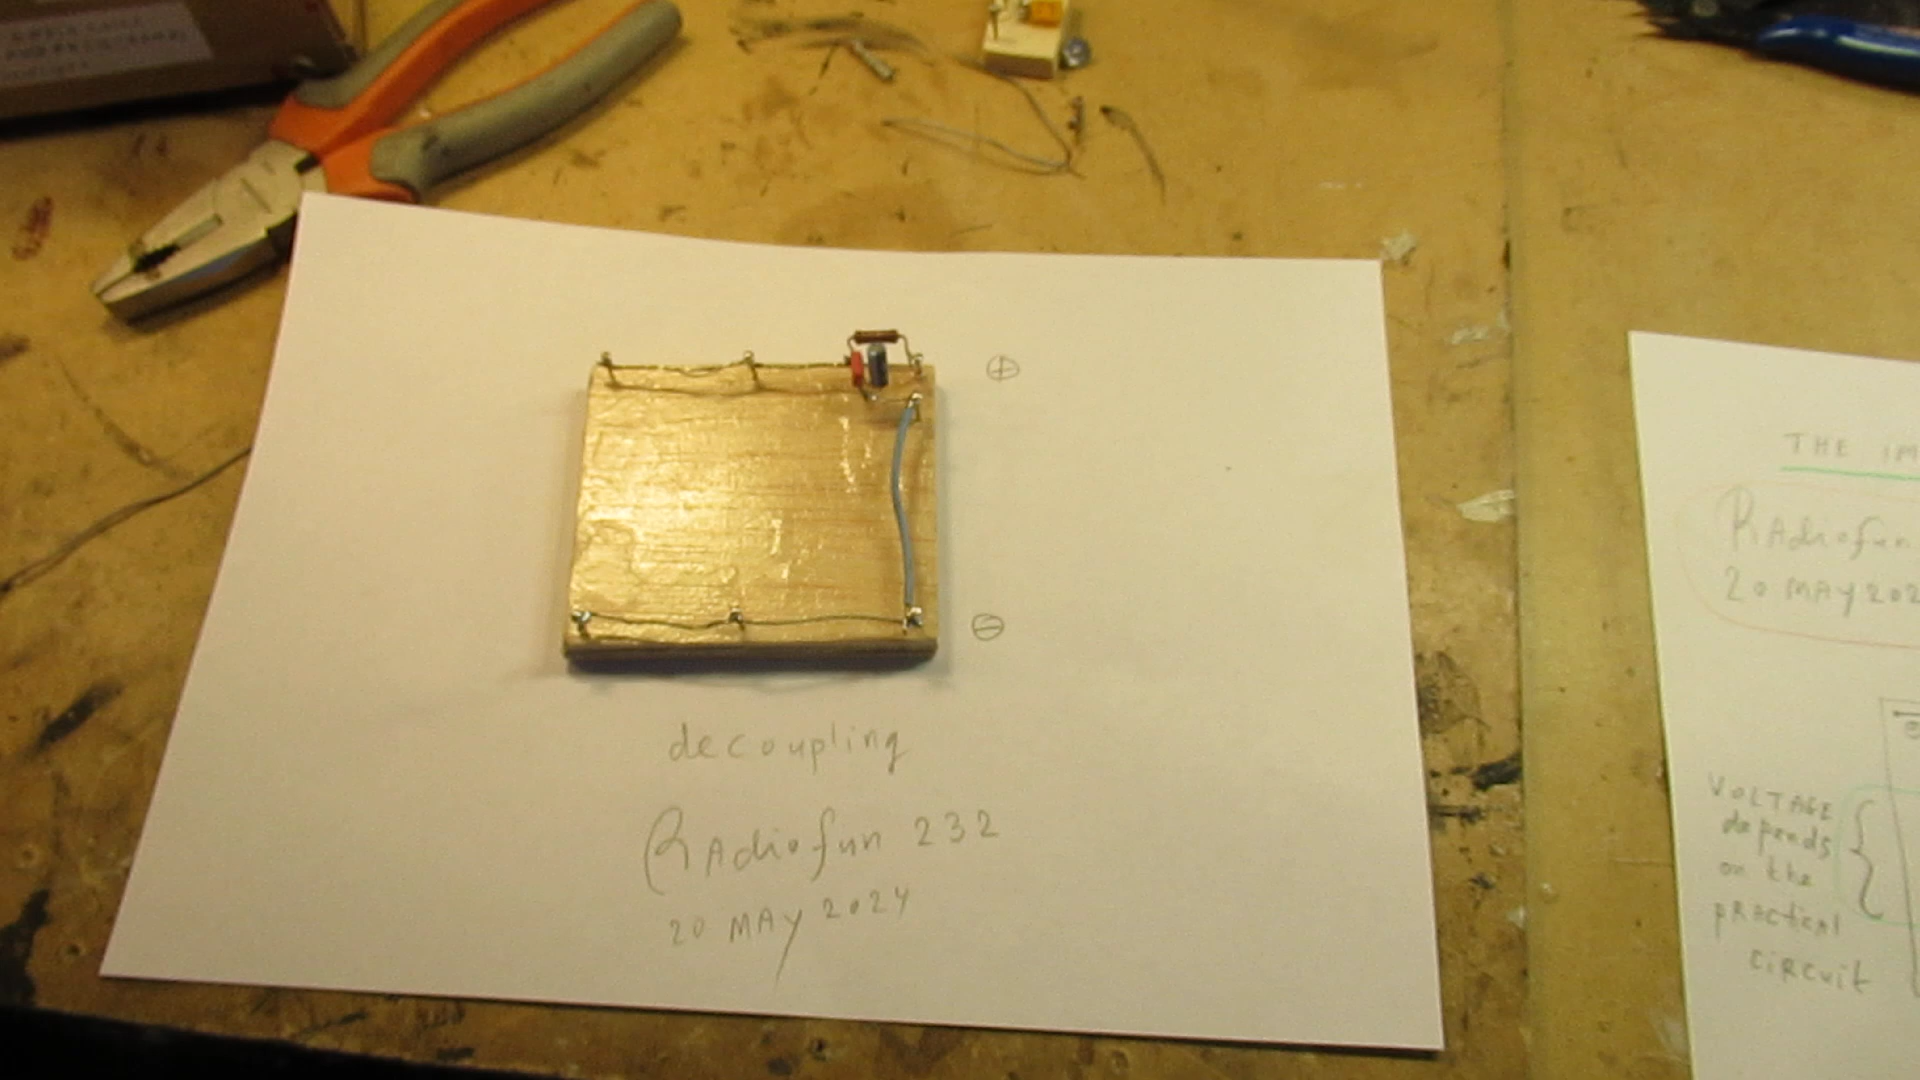 ⊕
⊖
decoupling
RAdiofun 232
20 MAY 2024
THE IM
RAdiofun
20 MAY 202
VOLTAGE
depends
on the
pRACtical
ciRcuit